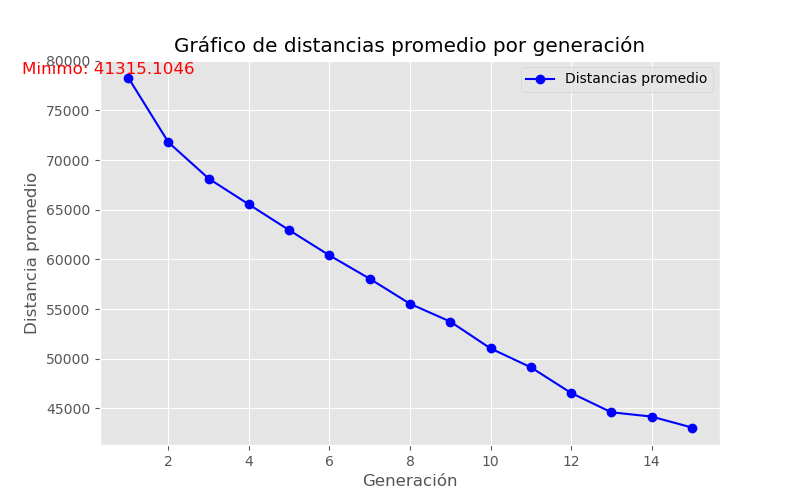 Gráfico de distancias promedio por generación
Minimo: 41315.1046
Distancias promedio
80000
75000
70000
65000
60000
55000
50000
45000
Distancia promedio
2 4 6 8 10 12 14
Generación